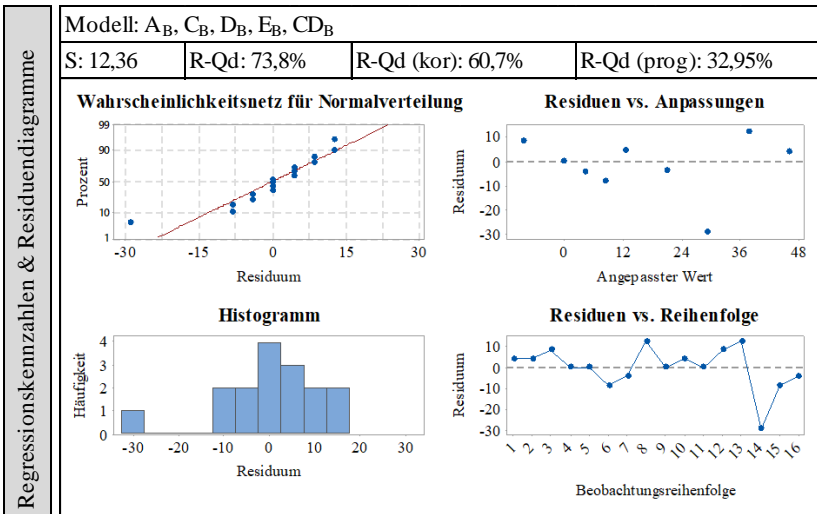 Regressionskennzahlen & Residuendiagramme
Modell: A_B, C_B, D_B, E_B, CD_B
S: 12,36 R-Qd: 73,8% R-Qd (kor): 60,7% R-Qd (prog): 32,95%
Wahrscheinlichkeitsnetz für Normalverteilung
Prozent
99
90
50
10
1
-30 -15 0 15 30
Residuum
Residuen vs. Anpassungen
Residuum
10
0
-10
-20
-30
0 12 24 36 48
Angepasster Wert
Histogramm
Häufigkeit
4
3
2
1
0
-30 -20 -10 0 10 20 30
Residuum
Residuen vs. Reihenfolge
Residuum
10
0
-10
-20
-30
1 2 3 4 5 6 7 8 9 10 11 12 13 14 15 16
Beobachtungsreihenfolge